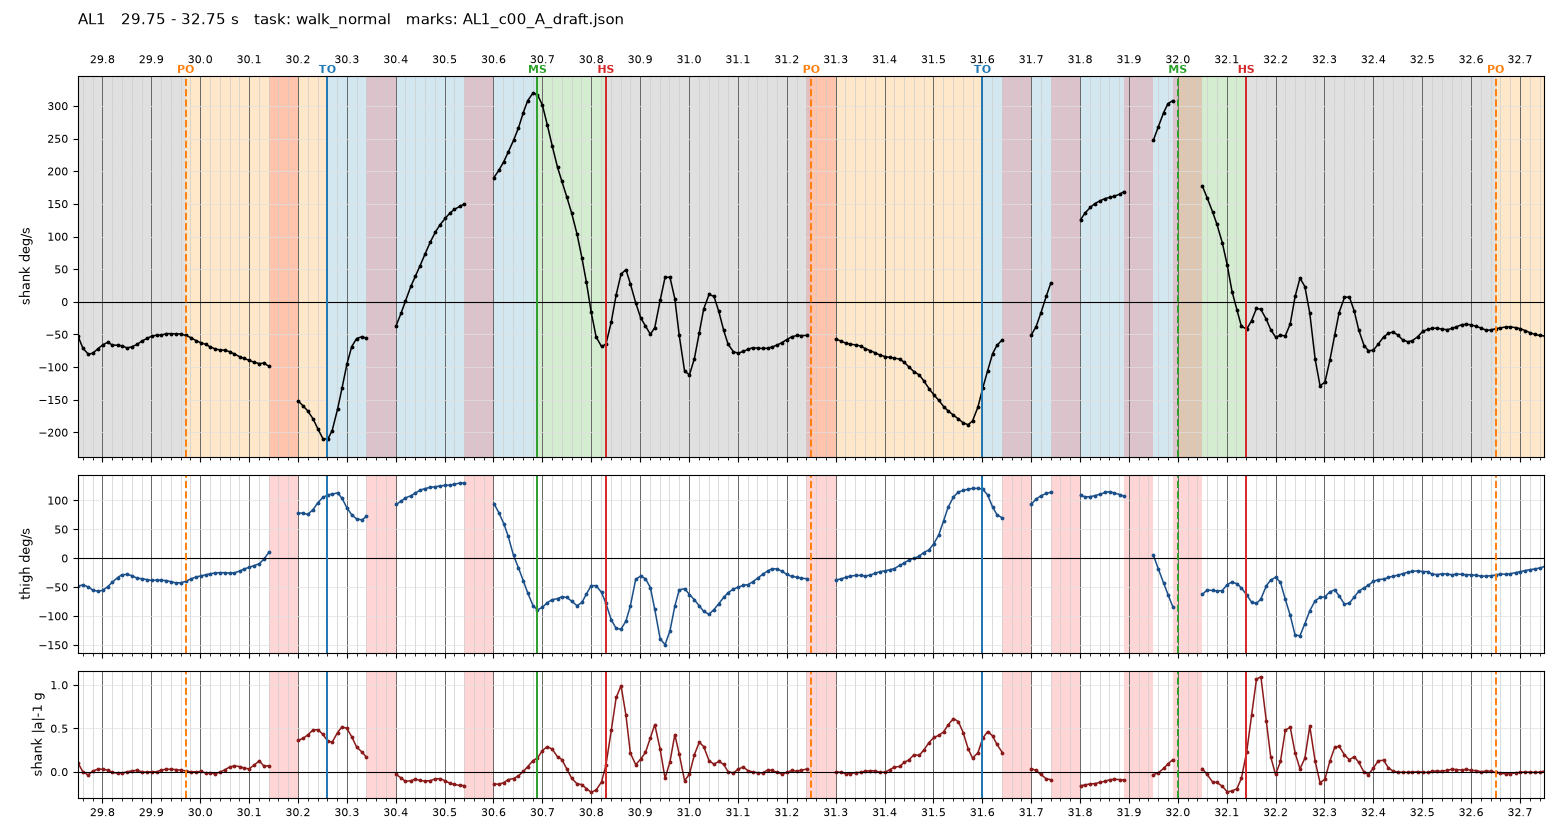 AL1   29.75 - 32.75 s   task: walk_normal   marks: AL1_c00_A_draft.json
29.8 29.9 30.0 30.1 30.2 30.3 30.4 30.5 30.6 30.7 30.8 30.9 31.0 31.1 31.2 31.3 31.4 31.5 31.6 31.7 31.8 31.9 32.0 32.1 32.2 32.3 32.4 32.5 32.6 32.7
PO TO MS HS PO TO MS HS PO
shank deg/s
300
250
200
150
100
50
0
−50
−100
−150
−200
thigh deg/s
100
50
0
−50
−100
−150
shank |a|-1 g
1.0
0.5
0.0
29.8 29.9 30.0 30.1 30.2 30.3 30.4 30.5 30.6 30.7 30.8 30.9 31.0 31.1 31.2 31.3 31.4 31.5 31.6 31.7 31.8 31.9 32.0 32.1 32.2 32.3 32.4 32.5 32.6 32.7